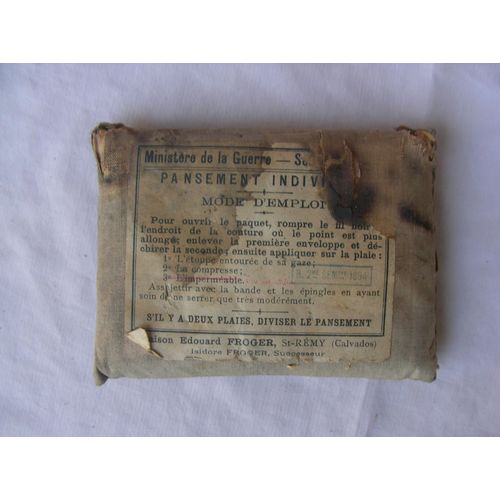 Ministère de la Guerre — S
PANSEMENT INDIVI
MODE D'EMPLOI
Pour ouvrir le paquet, rompre le fil noir
l'endroit de la couture où le point est plus
allongé; enlever la première enveloppe et dé-
chirer la seconde; ensuite appliquer sur la plaie:
1º L'étoupe entourée de sa gaze;
2º La compresse;
3º L'imperméable.
Assujettir avec la bande et les épingles en ayant
soin de ne serrer que très modérément.
S'IL Y A DEUX PLAIES, DIVISER LE PANSEMENT
aison Edouard FROGER, St-RÉMY (Calvados)
Isidore FROGER, Successeur